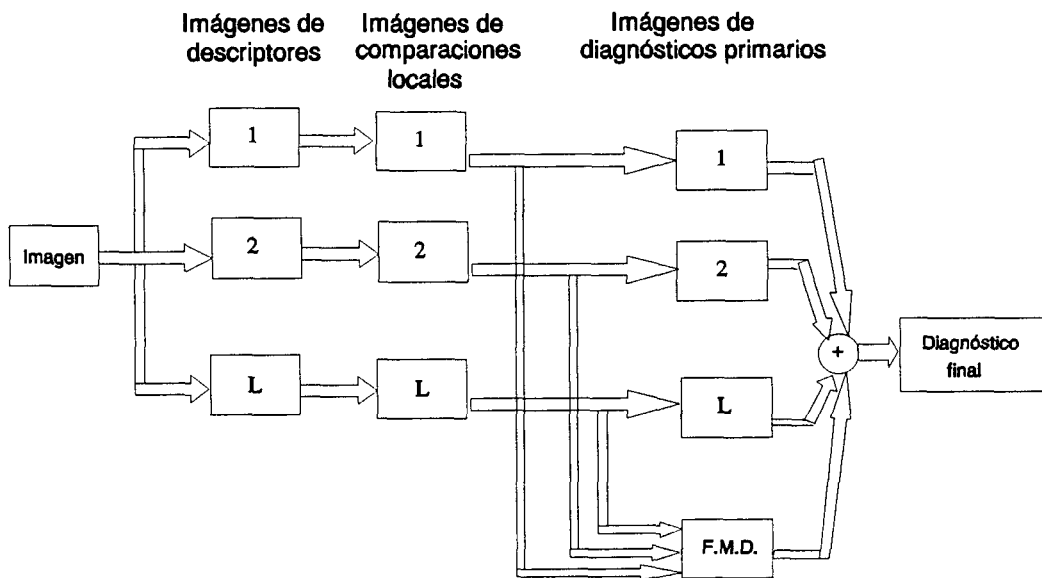 Imágenes de
descriptores
Imágenes de
comparaciones
locales
Imágenes de
diagnósticos primarios
1
1
1
Imagen
2
2
2
L
L
L
+
Diagnóstico
final
F.M.D.